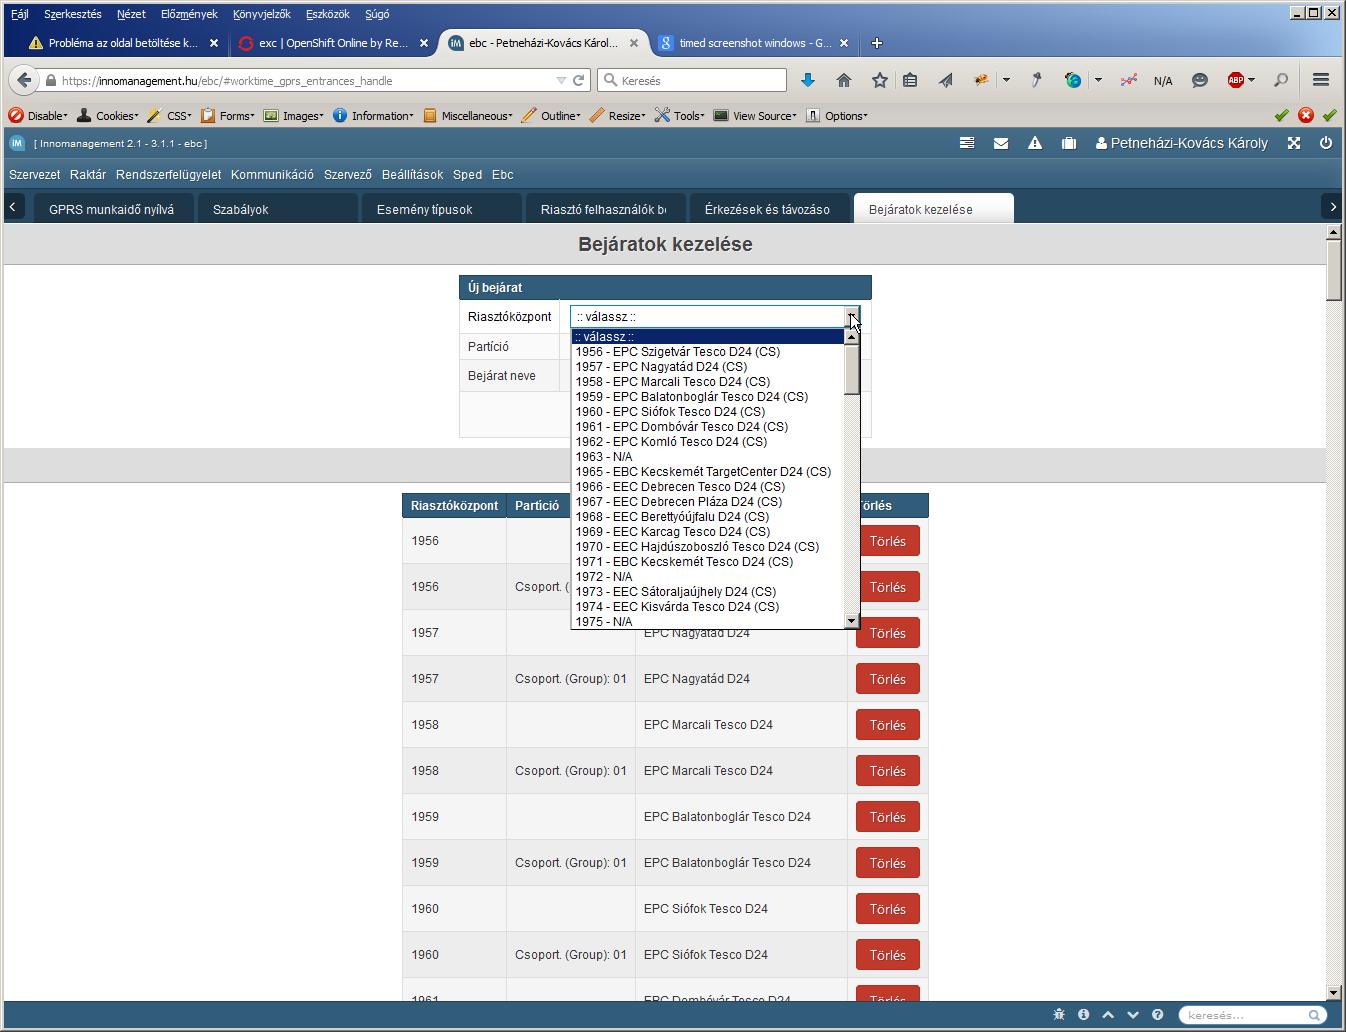 Fájl Szerkesztés Nézet Előzmények Könyvjelzők Eszközök Súgó
Probléma az oldal betöltése k... exc | OpenShift Online by Re... ebc - Petneházi-Kovács Károl... timed screenshot windows - G...
https://innomanagement.hu/ebc/#worktime_gprs_entrances_handle Keresés N/A ABP
Disable Cookies CSS Forms Images Information Miscellaneous Outline Resize Tools View Source Options
iM [ Innomanagement 2.1 - 3.1.1 - ebc ] Petneházi-Kovács Károly
Szervezet Raktár Rendszerfelügyelet Kommunikáció Szervező Beállítások Sped Ebc
GPRS munkaidő nyilvá Szabályok Esemény típusok Riasztó felhasználók be Érkezések és távozáso Bejáratok kezelése
Bejáratok kezelése
Új bejárat
Riasztóközpont :: válassz ::
Partíció
Bejárat neve
:: válassz ::
1956 - EPC Szigetvár Tesco D24 (CS)
1957 - EPC Nagyatád D24 (CS)
1958 - EPC Marcali Tesco D24 (CS)
1959 - EPC Balatonboglár Tesco D24 (CS)
1960 - EPC Siófok Tesco D24 (CS)
1961 - EPC Dombóvár Tesco D24 (CS)
1962 - EPC Komló Tesco D24 (CS)
1963 - N/A
1965 - EBC Kecskemét TargetCenter D24 (CS)
1966 - EEC Debrecen Tesco D24 (CS)
1967 - EEC Debrecen Pláza D24 (CS)
1968 - EEC Berettyóújfalu D24 (CS)
1969 - EEC Karcag Tesco D24 (CS)
1970 - EEC Hajdúszoboszló Tesco D24 (CS)
1971 - EBC Kecskemét Tesco D24 (CS)
1972 - N/A
1973 - EEC Sátoraljaújhely D24 (CS)
1974 - EEC Kisvárda Tesco D24 (CS)
1975 - N/A
Riasztóközpont Partíció örlés
1956 Törlés
1956 Csoport. ( Törlés
1957 EPC Nagyatád D24 Törlés
1957 Csoport. (Group): 01 EPC Nagyatád D24 Törlés
1958 EPC Marcali Tesco D24 Törlés
1958 Csoport. (Group): 01 EPC Marcali Tesco D24 Törlés
1959 EPC Balatonboglár Tesco D24 Törlés
1959 Csoport. (Group): 01 EPC Balatonboglár Tesco D24 Törlés
1960 EPC Siófok Tesco D24 Törlés
1960 Csoport. (Group): 01 EPC Siófok Tesco D24 Törlés
1961 EPC Dombóvár Tesco D24 Törlés
keresés...